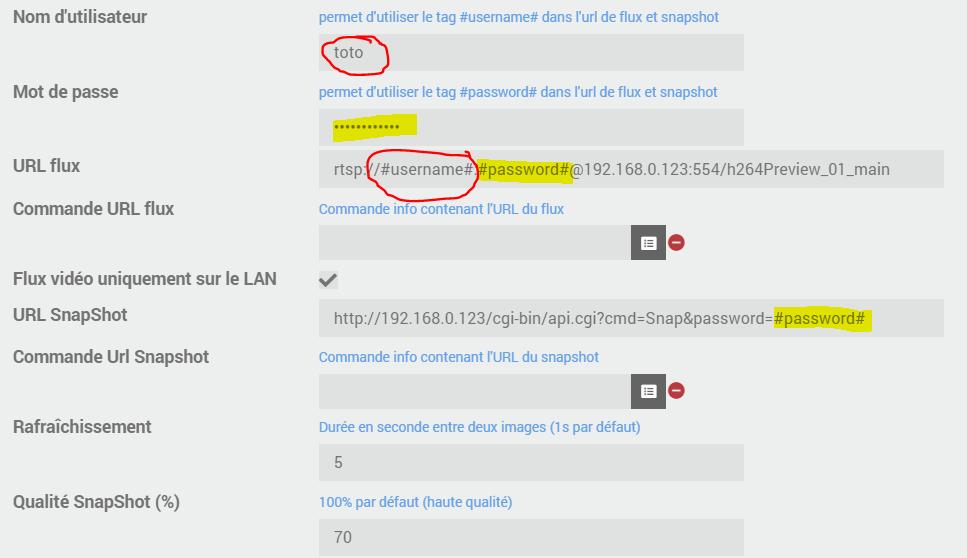 Nom d'utilisateur
permet d'utiliser le tag #username# dans l'url de flux et snapshot
toto
Mot de passe
permet d'utiliser le tag #password# dans l'url de flux et snapshot
••••••••••••
URL flux
rtsp://#username#:#password#@192.168.0.123:554/h264Preview_01_main
Commande URL flux
Commande info contenant l'URL du flux
Flux vidéo uniquement sur le LAN
URL SnapShot
http://192.168.0.123/cgi-bin/api.cgi?cmd=Snap&password=#password#
Commande Url Snapshot
Commande info contenant l'URL du snapshot
Rafraîchissement
Durée en seconde entre deux images (1s par défaut)
5
Qualité SnapShot (%)
100% par défaut (haute qualité)
70